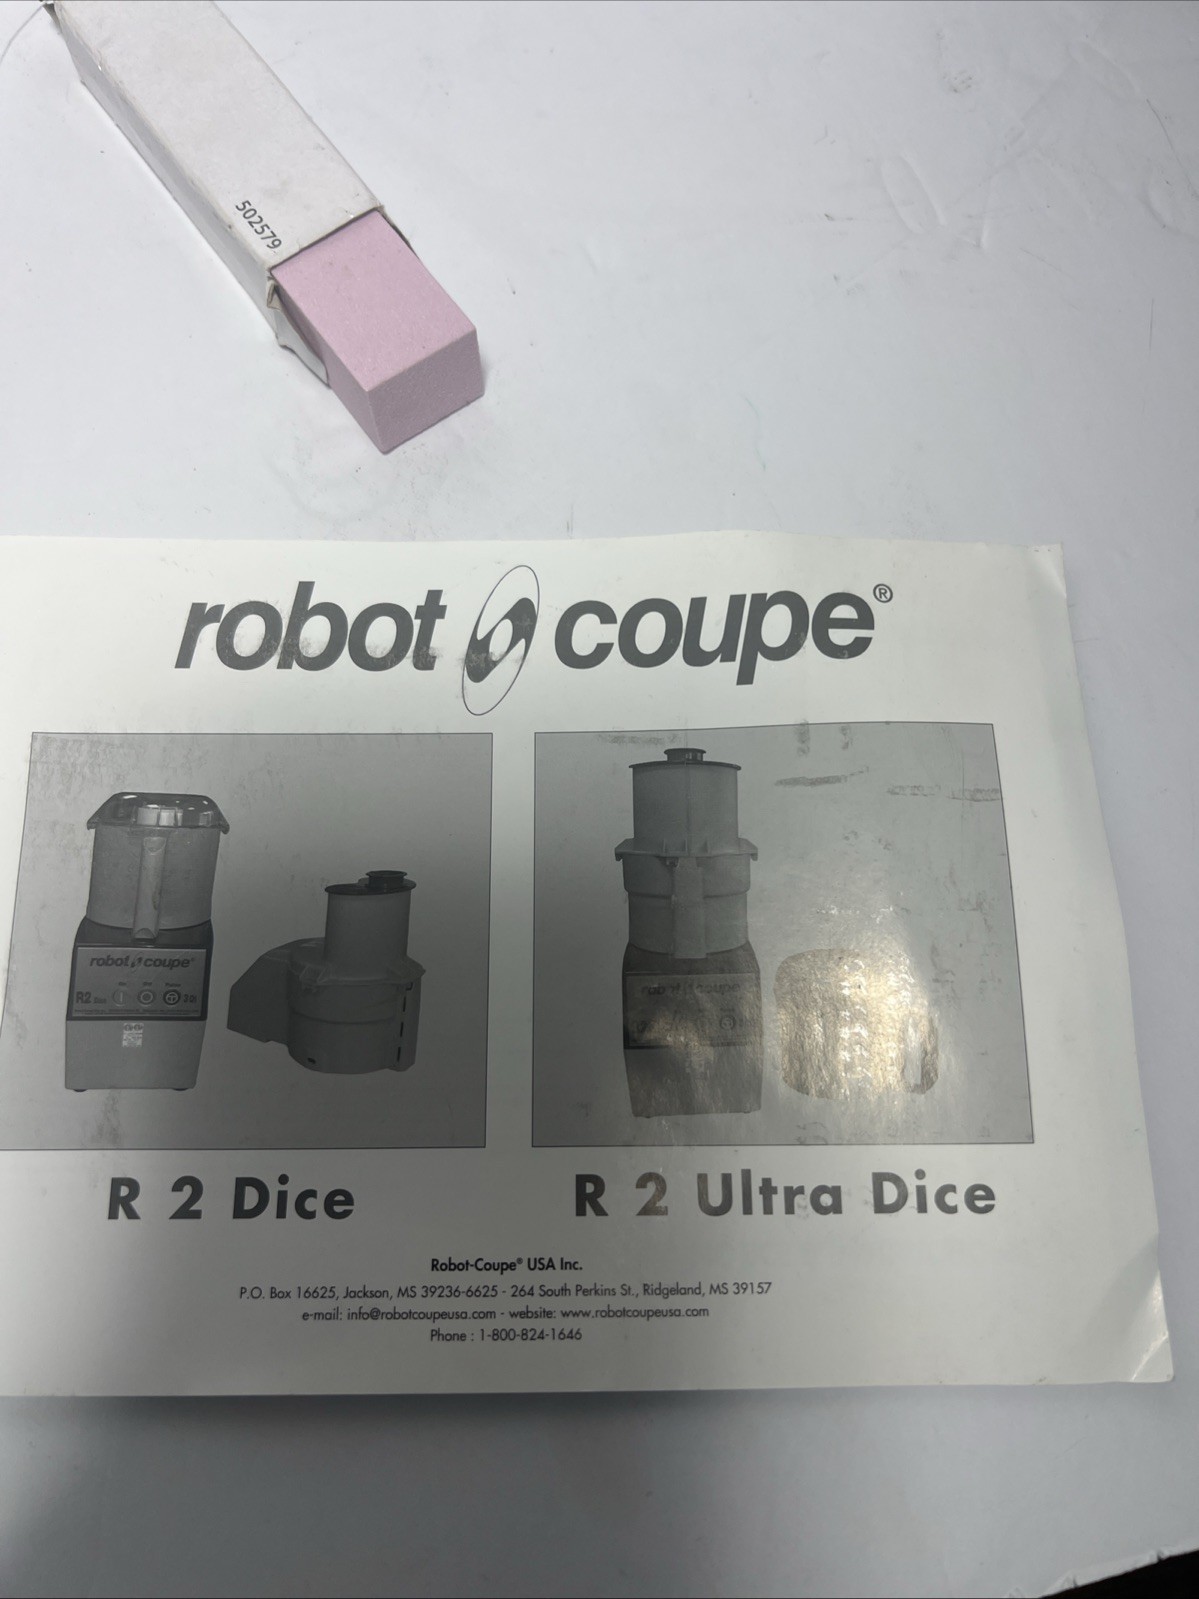 502579
robot coupe®
robot coupe®
R2 Dice
R 2 Dice
R 2 Ultra Dice
Robot-Coupe® USA Inc.
P.O. Box 16625, Jackson, MS 39236-6625 - 264 South Perkins St., Ridgeland, MS 39157
e-mail: info@robotcoupeusa.com - website: www.robotcoupeusa.com
Phone : 1-800-824-1646